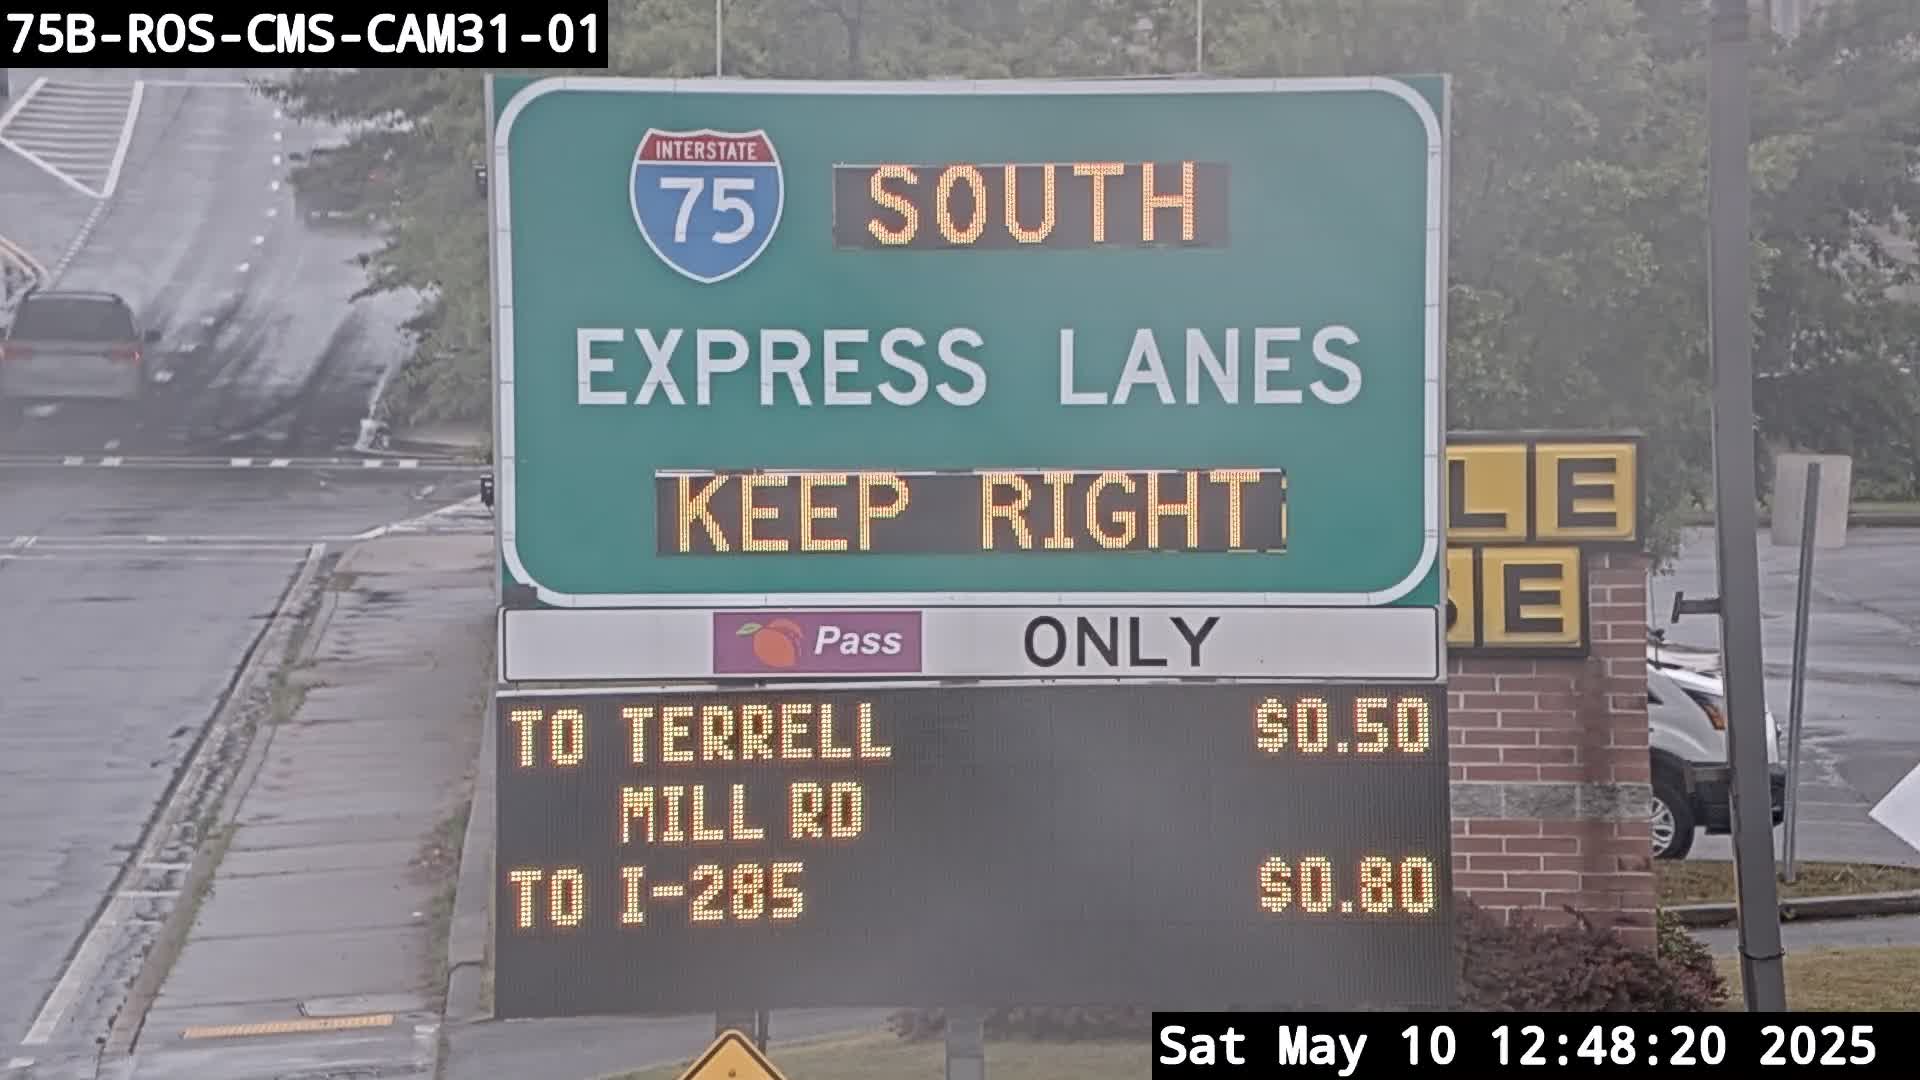 75B-ROS-CMS-CAM31-01
INTERSTATE
75
SOUTH
EXPRESS LANES
KEEP RIGHT
Pass ONLY
TO TERRELL $0.50
MILL RD
TO I-285 $0.80
LE
E
Sat May 10 12:48:20 2025